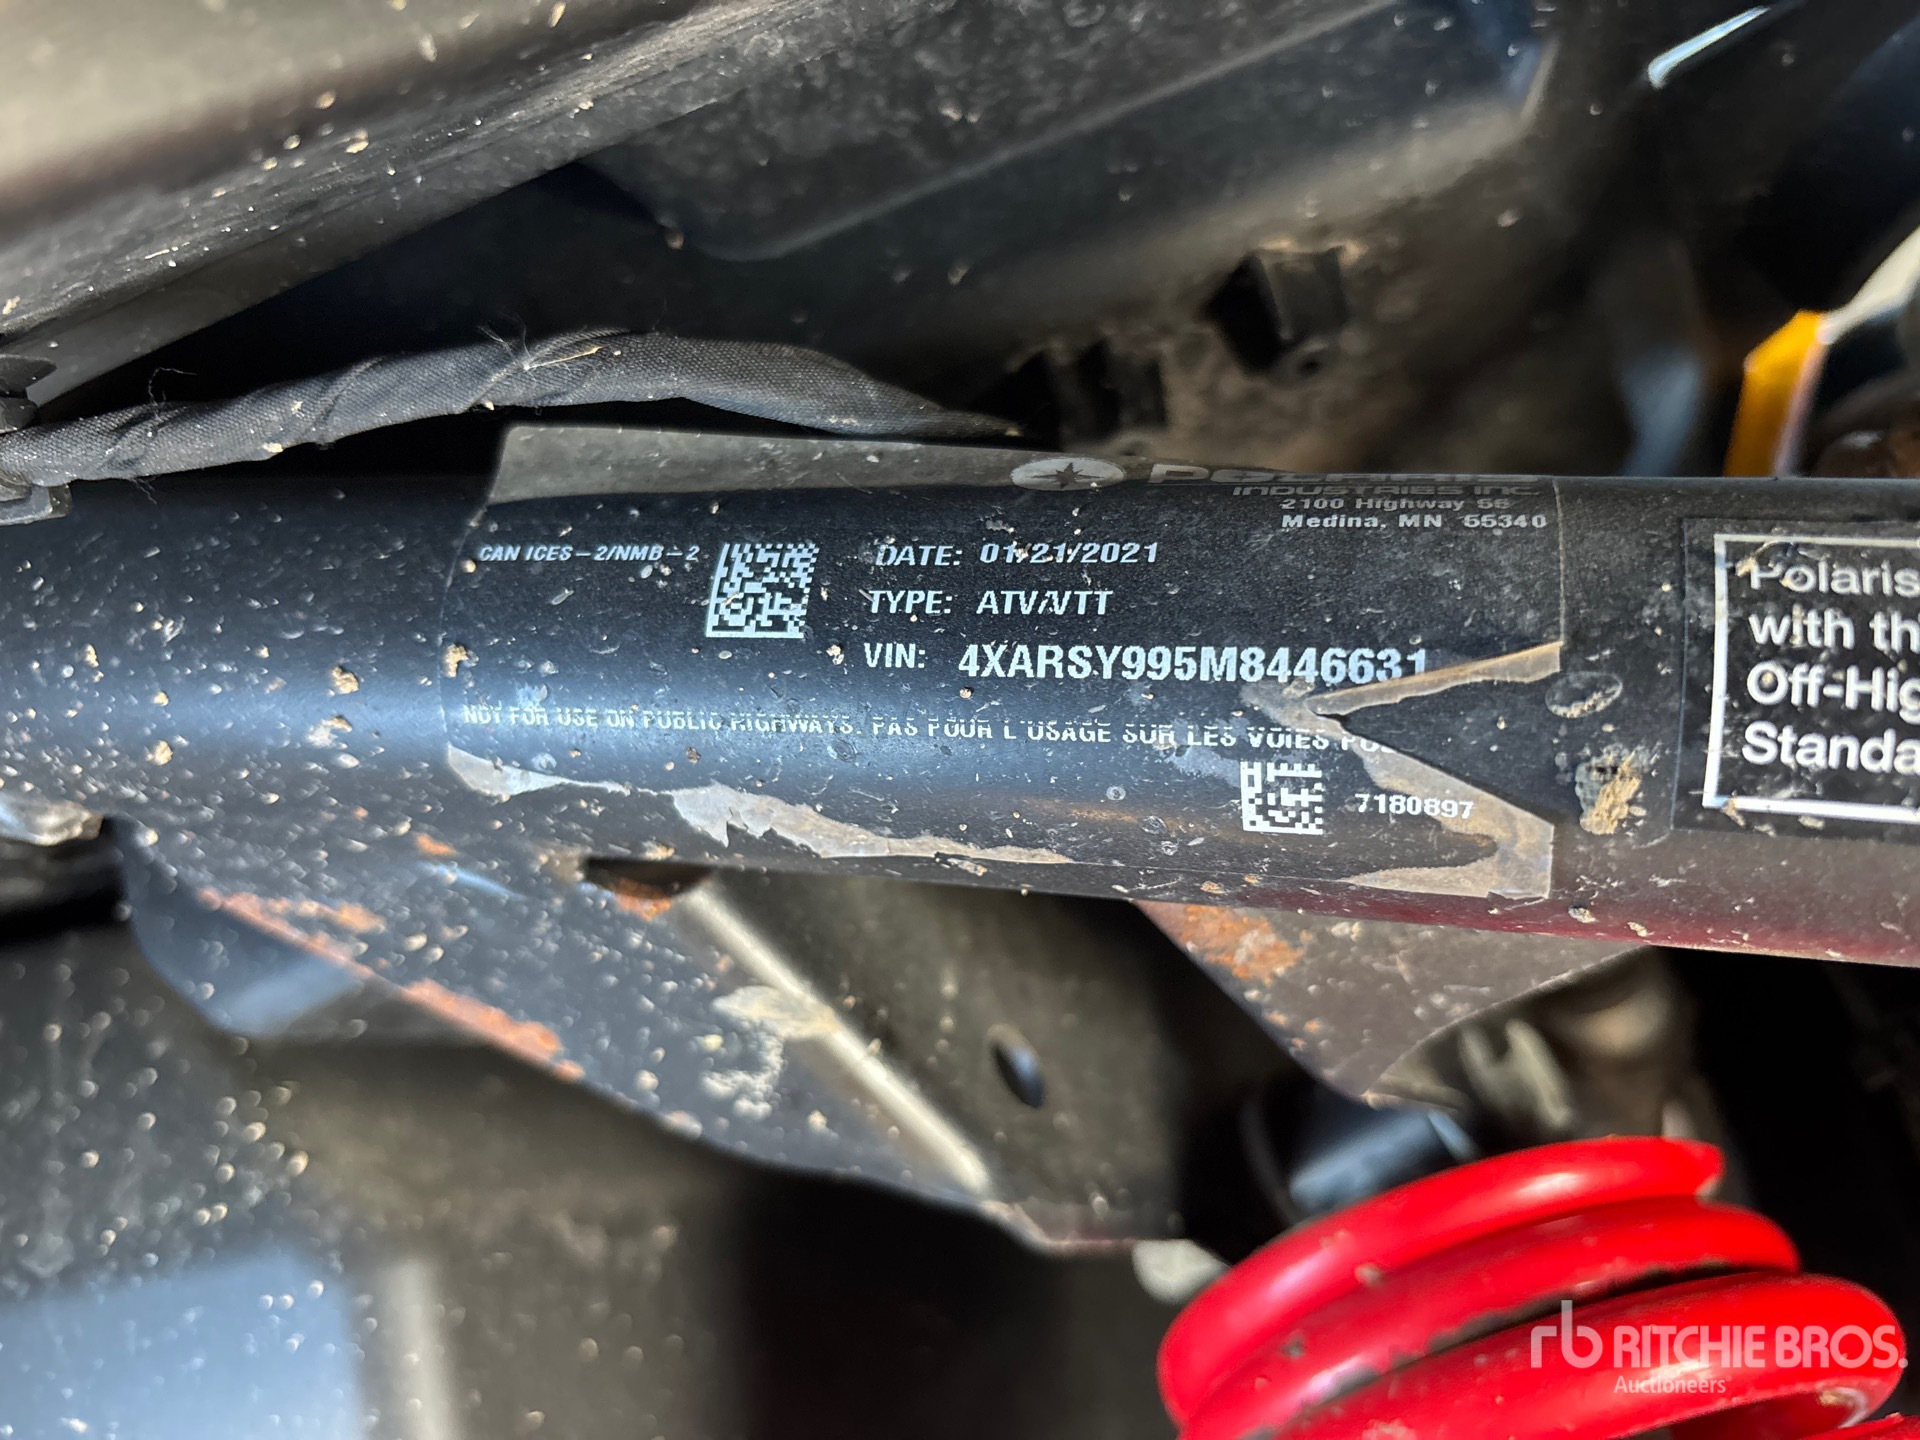 POLARIS
INDUSTRIES INC
2100 Highway 55
Medina, MN 55340
CAN ICES-2/NMB-2
DATE: 01/21/2021
TYPE: ATV/VTT
VIN: 4XARSY995M8446631
NOT FOR USE ON PUBLIC HIGHWAYS. PAS POUR L'USAGE SUR LES VOIES
7180897
Polaris
with th
Off-Hig
Standa
rb RITCHIE BROS.
Auctioneers